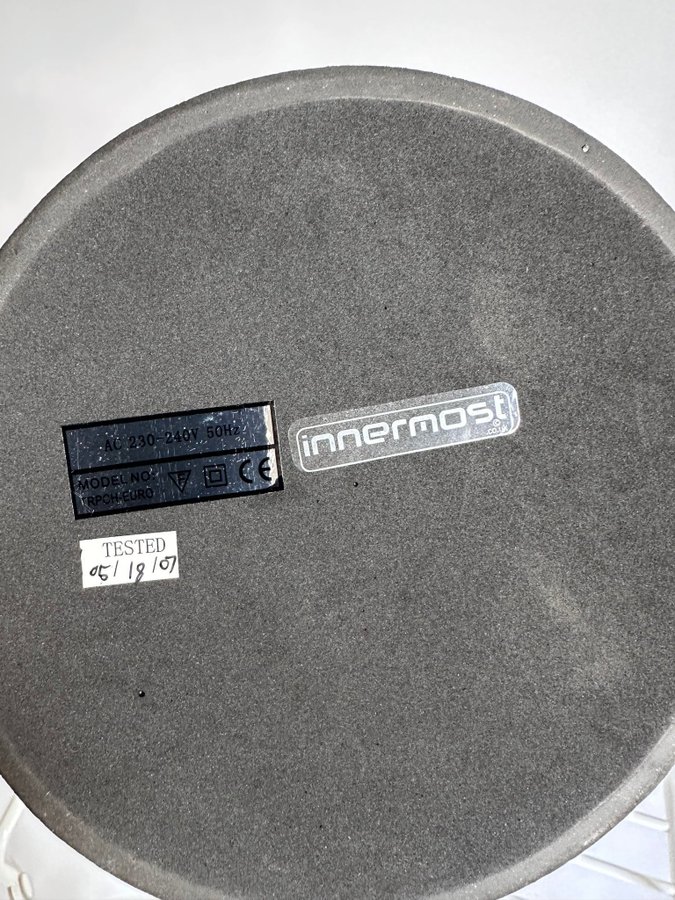 AC 230-240V 50Hz
MODEL NO:
RPCH-EURO
F
CE
innermost
©
.co.uk
TESTED
05/18/07